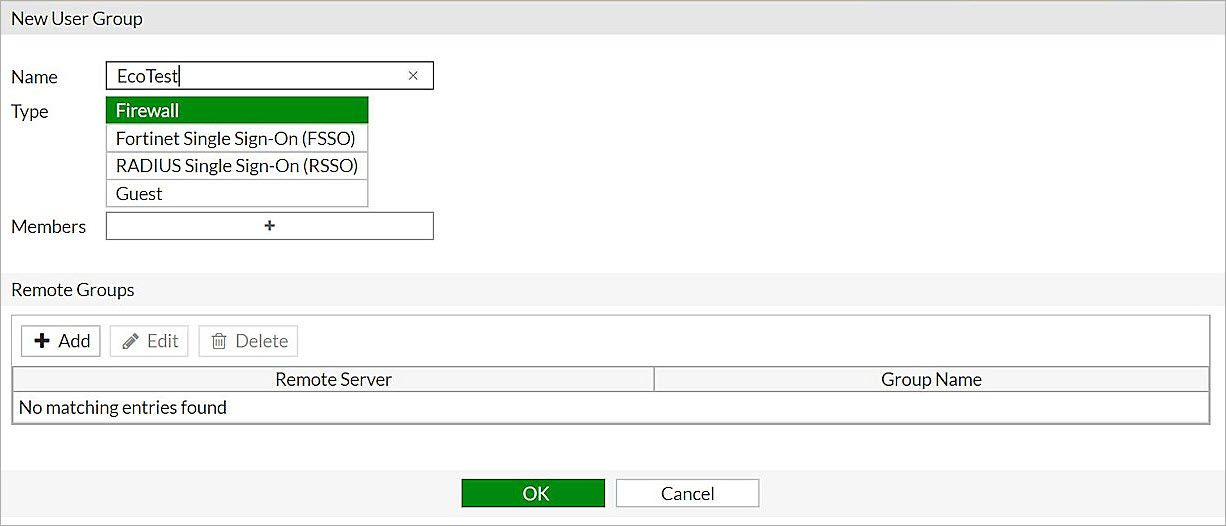 New User Group
Name EcoTest ×
Type Firewall
Fortinet Single Sign-On (FSSO)
RADIUS Single Sign-On (RSSO)
Guest
Members +
Remote Groups
+ Add Edit Delete
Remote Server Group Name
No matching entries found
OK Cancel